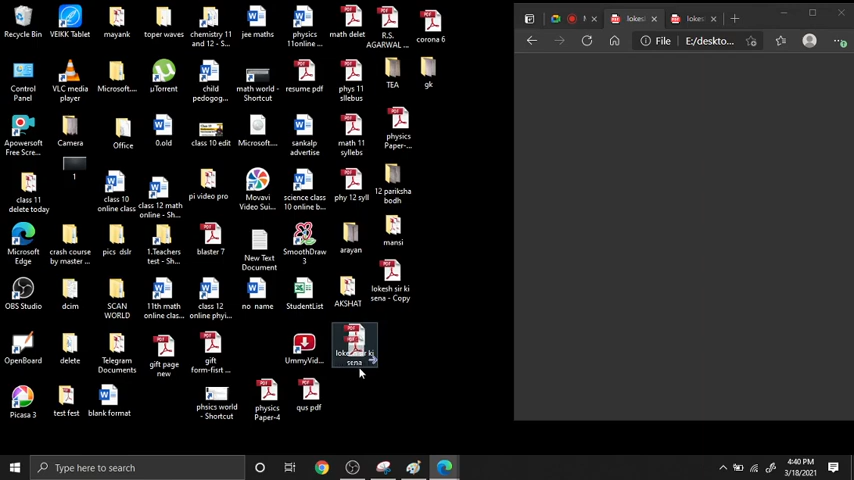 Recycle Bin
VEIKK Tablet
mayank
toper waves
chemistry 11
and 12 - S...
jee maths
physics
11online ...
math delet
R.S.
AGARWAL ...
corona 6
Control
Panel
VLC media
player
Microsoft....
µTorrent
child
pedogog...
math world -
Shortcut
resume pdf
phys 11
sllebus
TEA
gk
Apowersoft
Free Scre...
Camera
Office
0.old
class 10 edit
Microsoft....
sankalp
advertise
math 11
syllebs
physics
Paper-...
class 11
delete today
1
class 10
online class
class 12 math
online - Sh...
pi video pro
Movavi
Video Sui...
science class
10 online b...
phy 12 syll
12 pariksha
bodh
Microsoft
Edge
crash course
by master ...
pics dslr
1.Teachers
test - Sh...
blaster 7
New Text
Document
SmoothDraw
3
arayan
mansi
OBS Studio
dcim
SCAN
WORLD
11th math
online clas...
class 12
online phyi...
no name
StudentList
AKSHAT
lokesh sir ki
sena - Copy
OpenBoard
delete
Telegram
Documents
gift page
new
gift
form-fisrt ...
UmmyVid...
sena
Picasa 3
test fest
blank format
phsics world
- Shortcut
physics
Paper-4
qus pdf
lokes
lokes
File
E:/deskto...
Type here to search
4:40 PM
3/18/2021